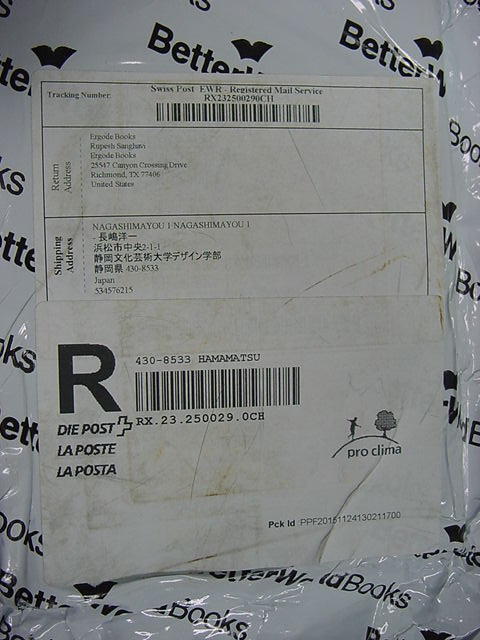 BetterWorldBooks
Swiss Post EWR - Registered Mail Service
Tracking Number:
RX232500290CH
Return Address
Ergode Books
Rupesh Sanghavi
Ergode Books
25547 Canyon Crossing Drive
Richmond, TX 77406
United States
Shipping Address
NAGASHIMAYOU 1 NAGASHIMAYOU 1
- 長嶋洋一
浜松市中央2-1-1
静岡文化芸術大学デザイン学部
静岡県 430-8533
Japan
534576215
R
430-8533 HAMAMATSU
RX.23.250029.0CH
DIE POST
LA POSTE
LA POSTA
pro clima
Pck Id PPF20151124130211700
BetterWorldBooks